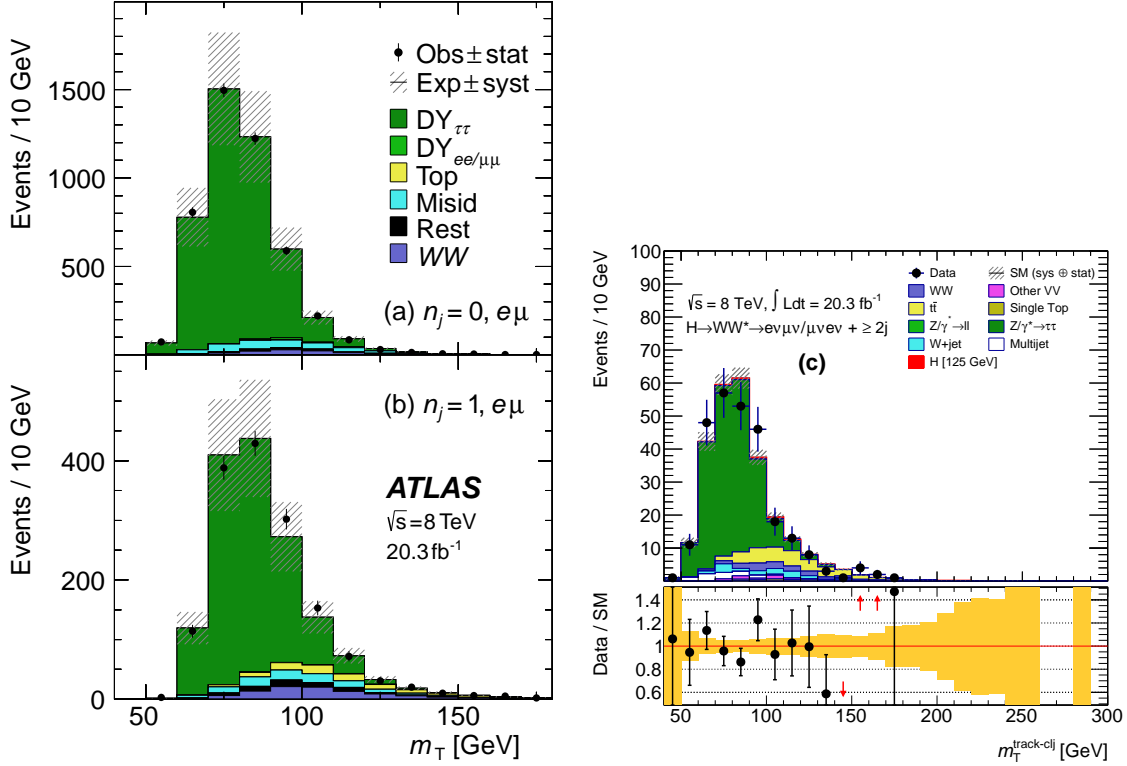 Events / 10 GeV
1500
1000
500
Obs ± stat
Exp ± syst
DYττ
DYee/μμ
Top
Misid
Rest
WW
(a) nj = 0, eμ
Events / 10 GeV
400
200
0
(b) nj = 1, eμ
ATLAS
√s = 8 TeV
20.3 fb-1
50 100 150
mT [GeV]
Events / 10 GeV
100
90
80
70
60
50
40
30
20
10
Data
SM (sys ⊕ stat)
WW
Other VV
tt̄
Single Top
Z/γ*→ll
Z/γ*→ττ
W+jet
Multijet
H [125 GeV]
√s = 8 TeV, ∫ Ldt = 20.3 fb-1
H→WW*→eνμν/μνeν + ≥ 2j
(c)
Data / SM
1.4
1.2
1
0.8
0.6
50 100 150 200 250 300
mT track-clj [GeV]